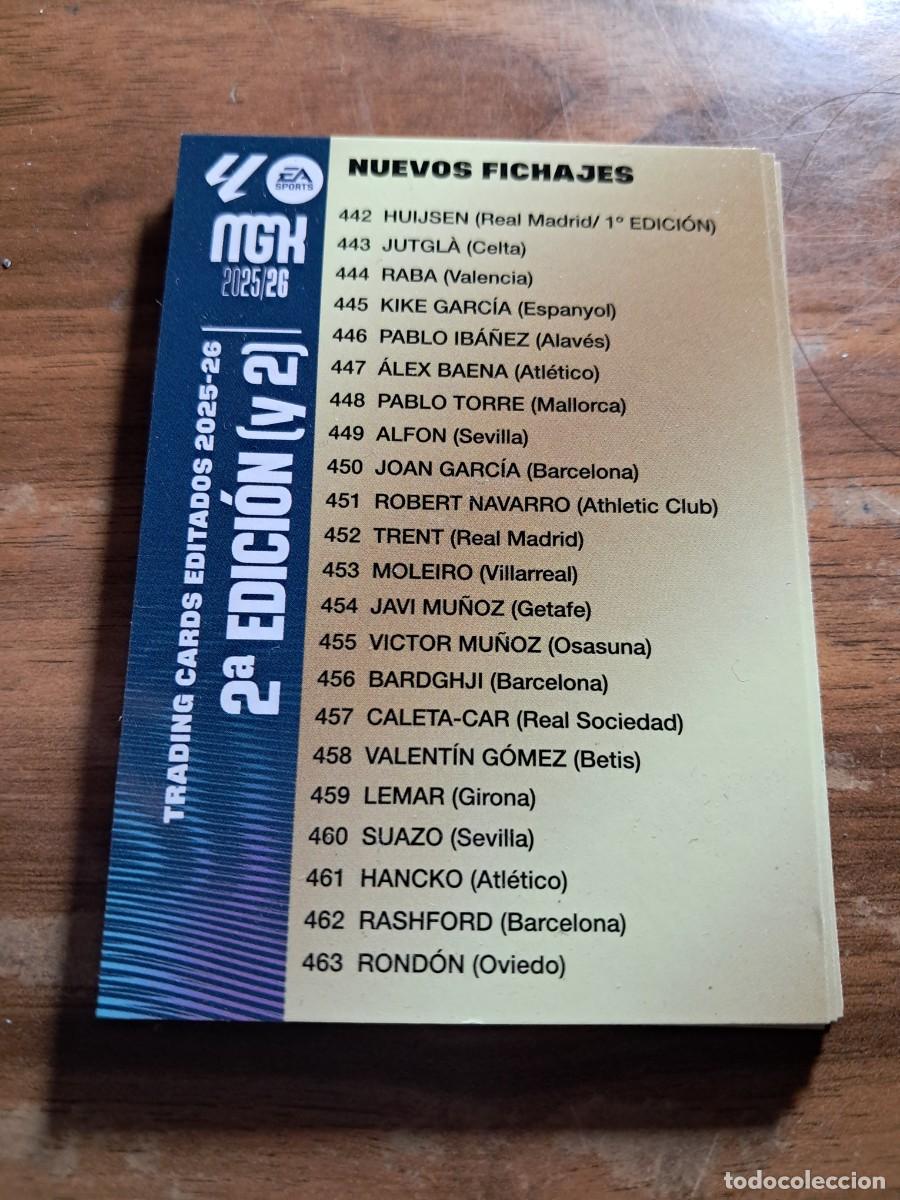 EA
SPORTS
MGK
2025/26
TRADING CARDS EDITADOS 2025-26
2ª EDICIÓN (y 2)
NUEVOS FICHAJES
442 HUIJSEN (Real Madrid/ 1º EDICIÓN)
443 JUTGLÀ (Celta)
444 RABA (Valencia)
445 KIKE GARCÍA (Espanyol)
446 PABLO IBÁÑEZ (Alavés)
447 ÁLEX BAENA (Atlético)
448 PABLO TORRE (Mallorca)
449 ALFON (Sevilla)
450 JOAN GARCÍA (Barcelona)
451 ROBERT NAVARRO (Athletic Club)
452 TRENT (Real Madrid)
453 MOLEIRO (Villarreal)
454 JAVI MUÑOZ (Getafe)
455 VICTOR MUÑOZ (Osasuna)
456 BARDGHJI (Barcelona)
457 CALETA-CAR (Real Sociedad)
458 VALENTÍN GÓMEZ (Betis)
459 LEMAR (Girona)
460 SUAZO (Sevilla)
461 HANCKO (Atlético)
462 RASHFORD (Barcelona)
463 RONDÓN (Oviedo)
todocoleccion